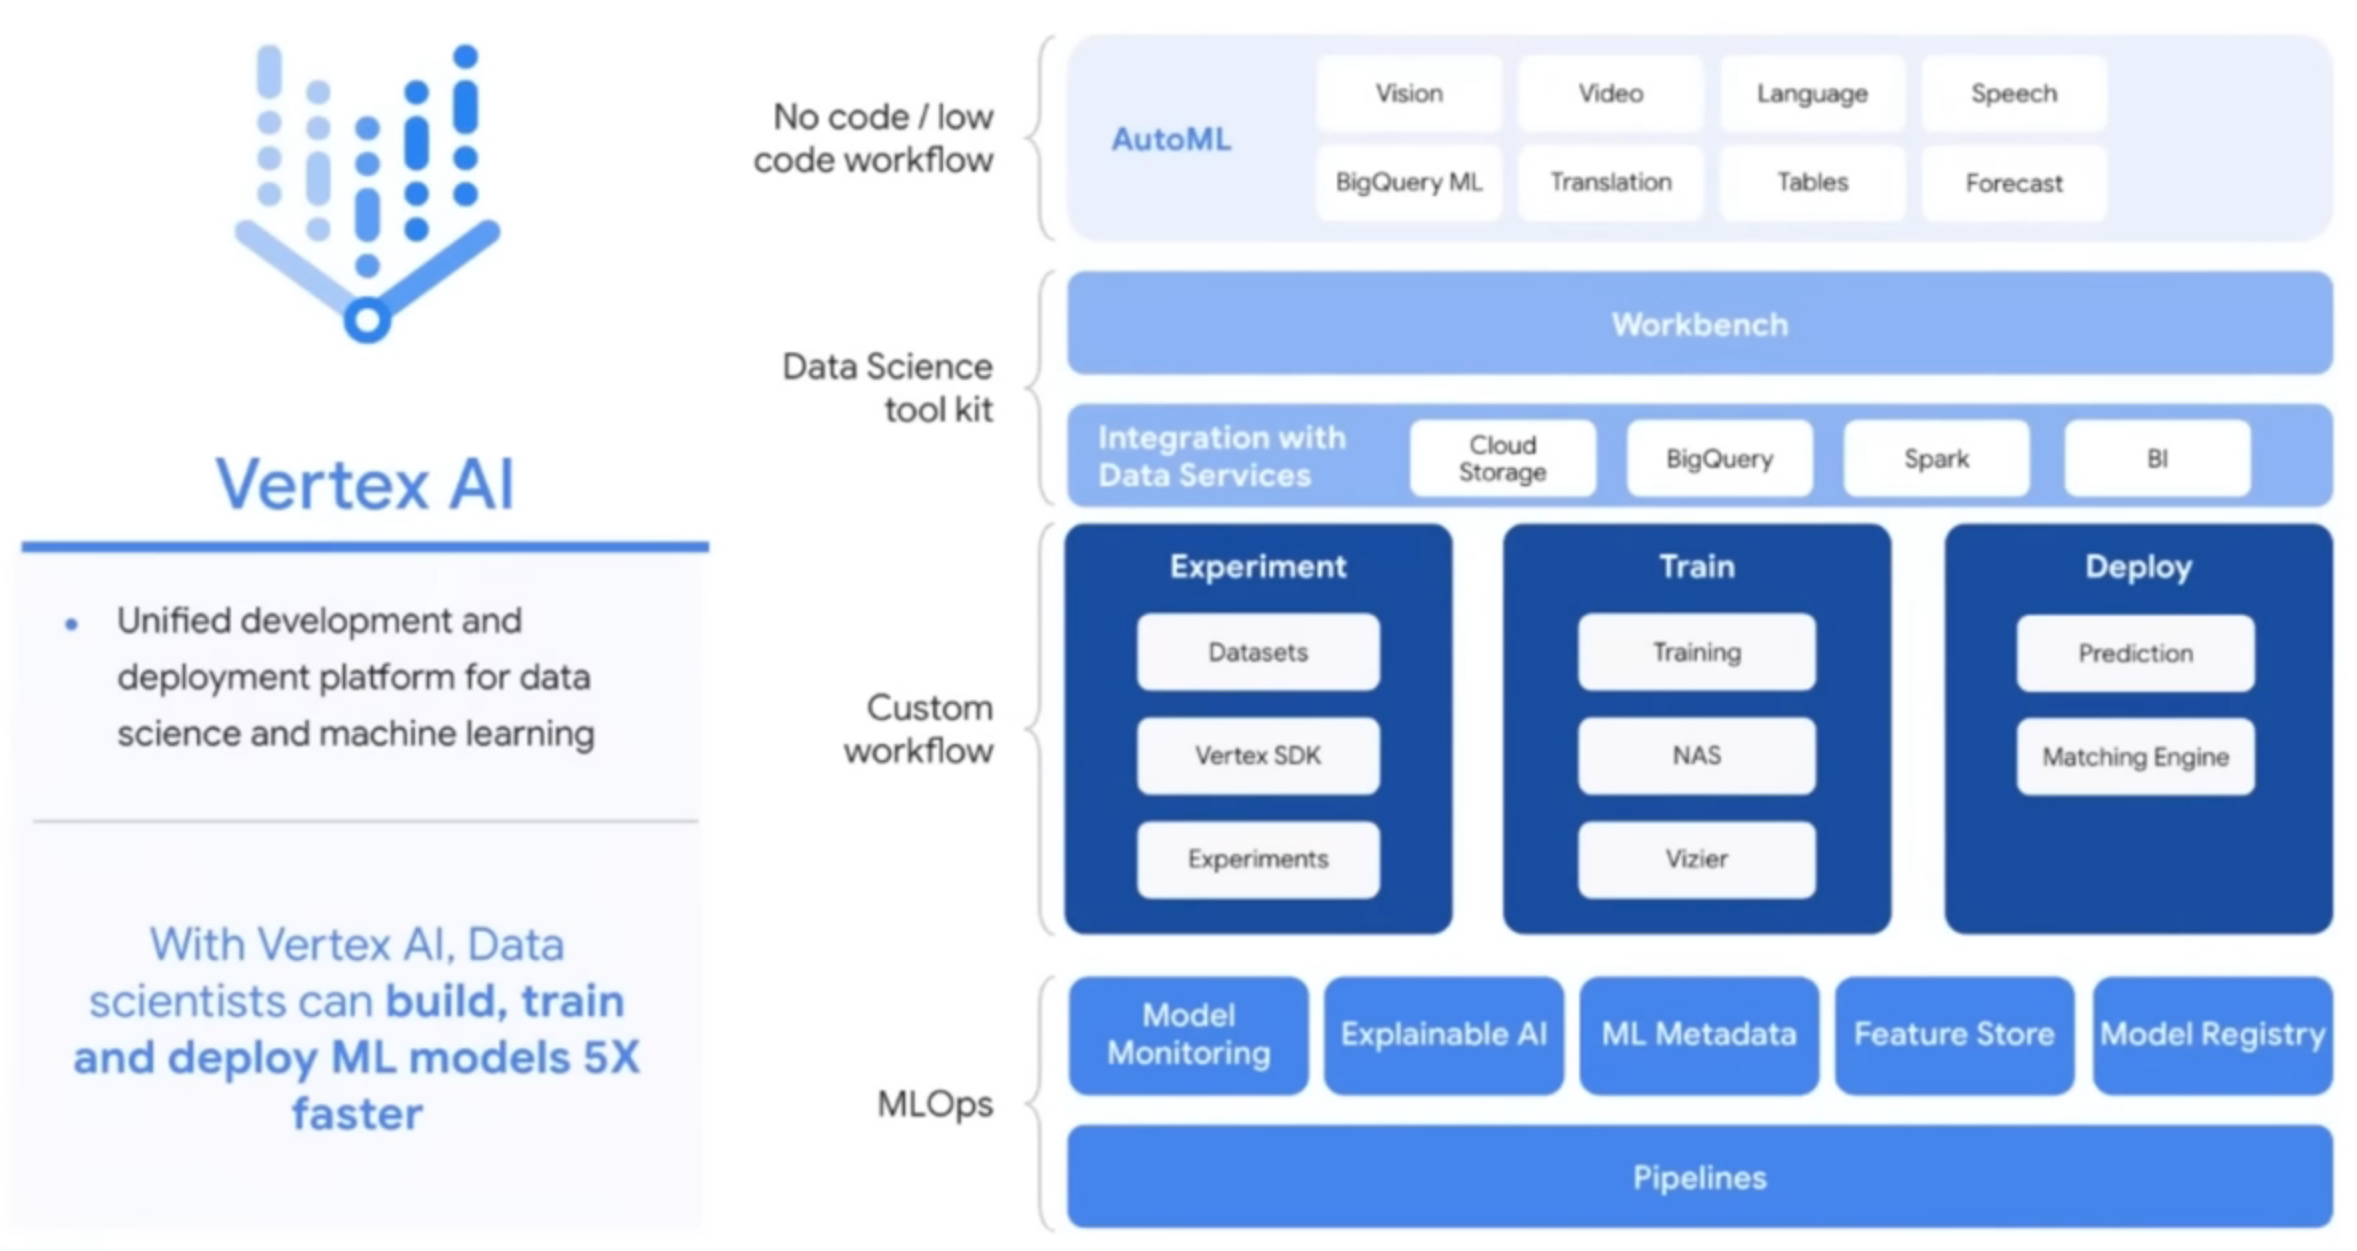 Vertex AI
Unified development and
deployment platform for data
science and machine learning
With Vertex AI, Data
scientists can build, train
and deploy ML models 5X
faster
No code / low
code workflow
AutoML
Vision
Video
Language
Speech
BigQuery ML
Translation
Tables
Forecast
Data Science
tool kit
Workbench
Integration with
Data Services
Cloud
Storage
BigQuery
Spark
BI
Custom
workflow
Experiment
Datasets
Vertex SDK
Experiments
Train
Training
NAS
Vizier
Deploy
Prediction
Matching Engine
MLOps
Model
Monitoring
Explainable AI
ML Metadata
Feature Store
Model Registry
Pipelines